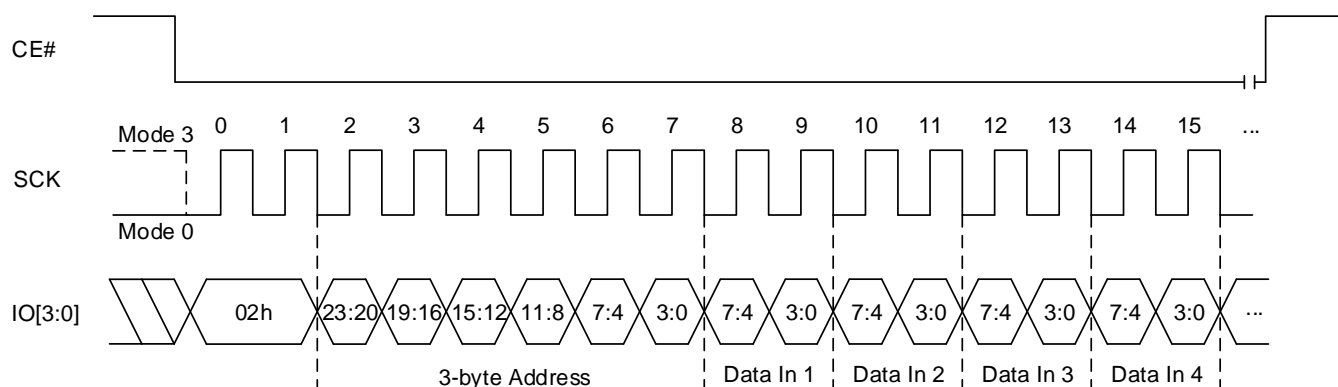 CE#
Mode 3 0 1 2 3 4 5 6 7 8 9 10 11 12 13 14 15 ...
SCK
Mode 0
IO[3:0] 02h 23:20 19:16 15:12 11:8 7:4 3:0 7:4 3:0 7:4 3:0 7:4 3:0 7:4 3:0 ...
3-byte Address Data In 1 Data In 2 Data In 3 Data In 4